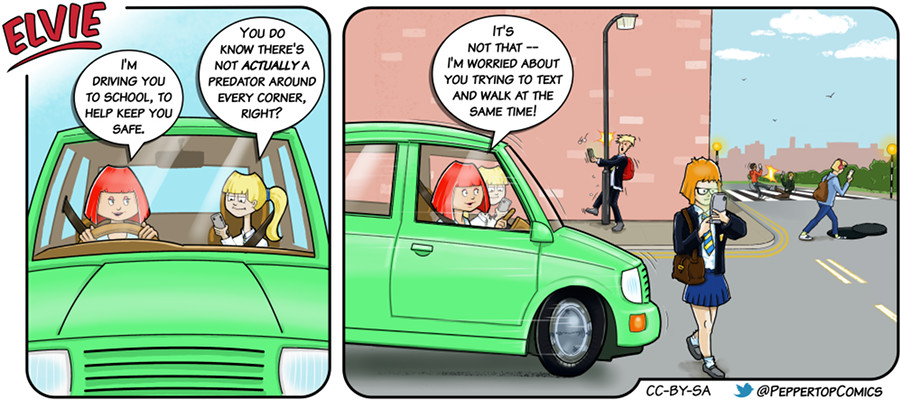 ELVIE
I'M
DRIVING YOU
TO SCHOOL, TO
HELP KEEP YOU
SAFE.
YOU DO
KNOW THERE'S
NOT ACTUALLY A
PREDATOR AROUND
EVERY CORNER,
RIGHT?
IT'S
NOT THAT --
I'M WORRIED ABOUT
YOU TRYING TO TEXT
AND WALK AT THE
SAME TIME!
CC-BY-SA @PEPPERTOPCOMICS